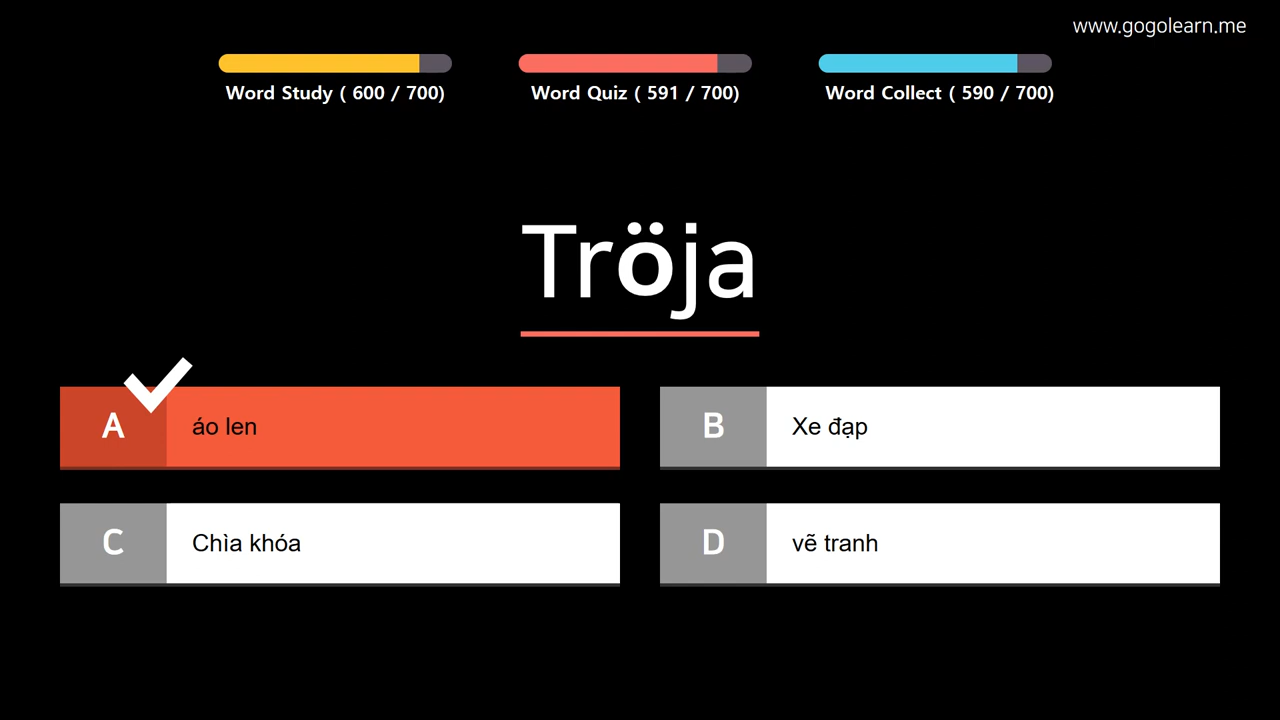 www.gogolearn.me
Word Study ( 600 / 700)
Word Quiz ( 591 / 700)
Word Collect ( 590 / 700)
Tröja
A áo len
B Xe đạp
C Chìa khóa
D vẽ tranh